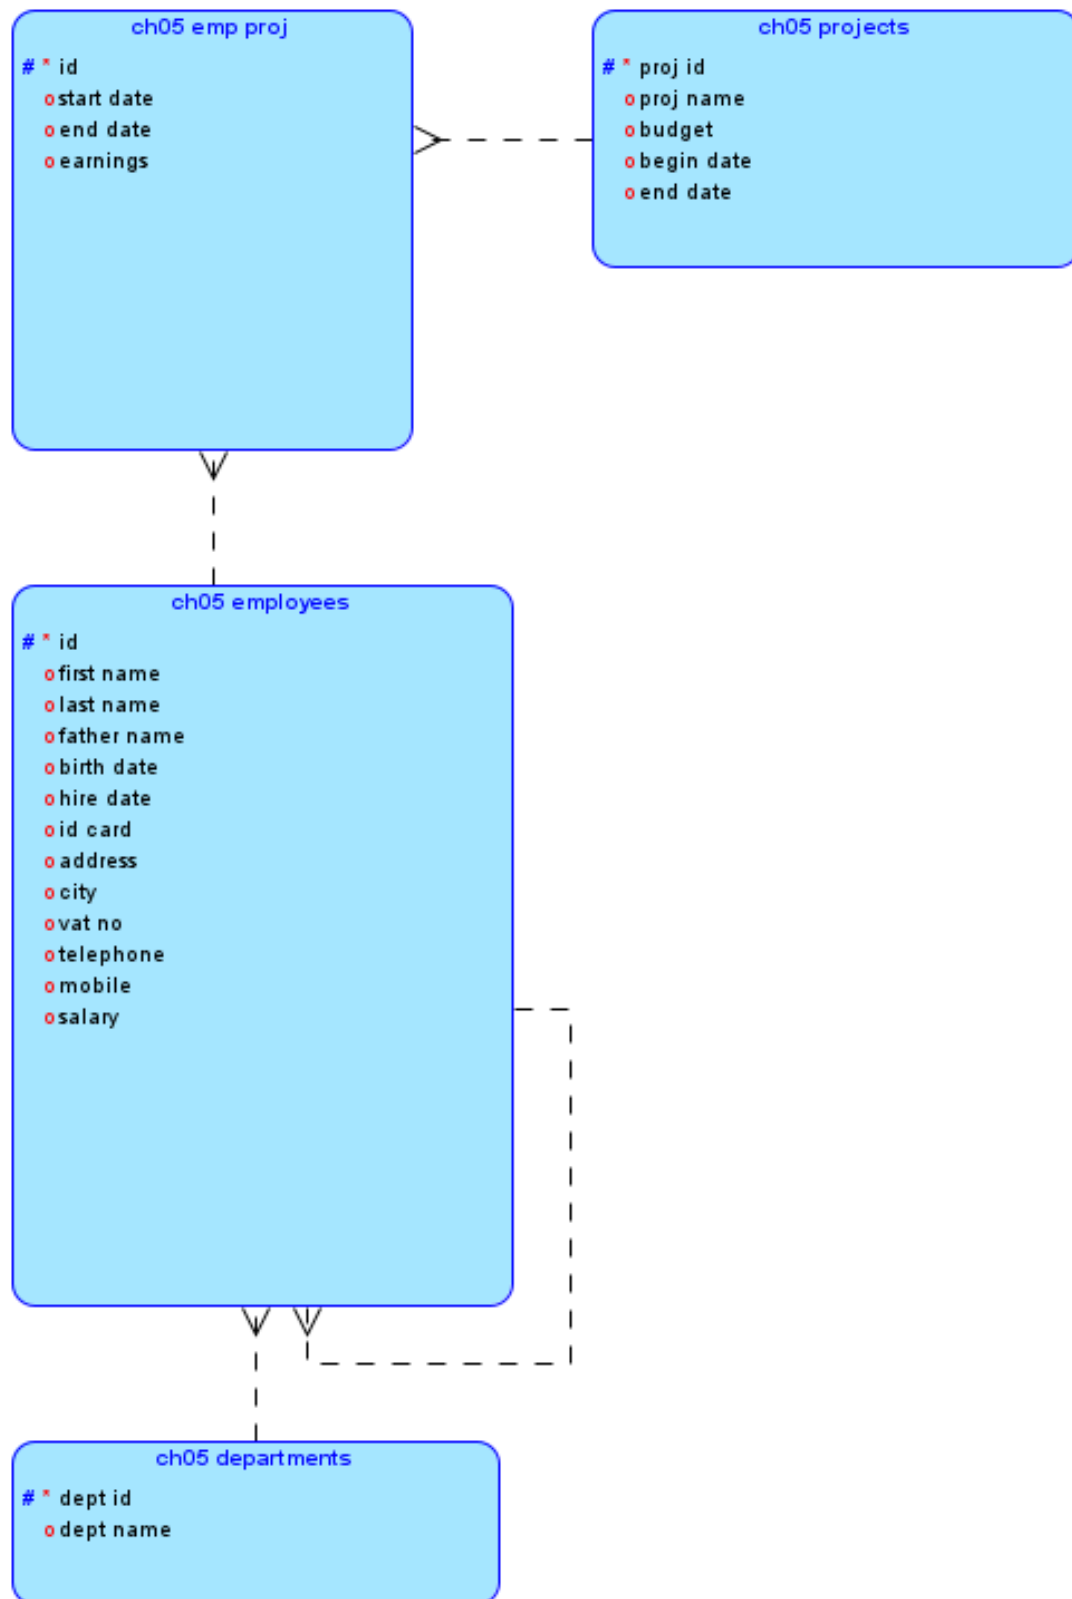 ch05 emp proj
# * id
o start date
o end date
o earnings
ch05 projects
# * proj id
o proj name
o budget
o begin date
o end date
ch05 employees
# * id
o first name
o last name
o father name
o birth date
o hire date
o id card
o address
o city
o vat no
o telephone
o mobile
o salary
ch05 departments
# * dept id
o dept name